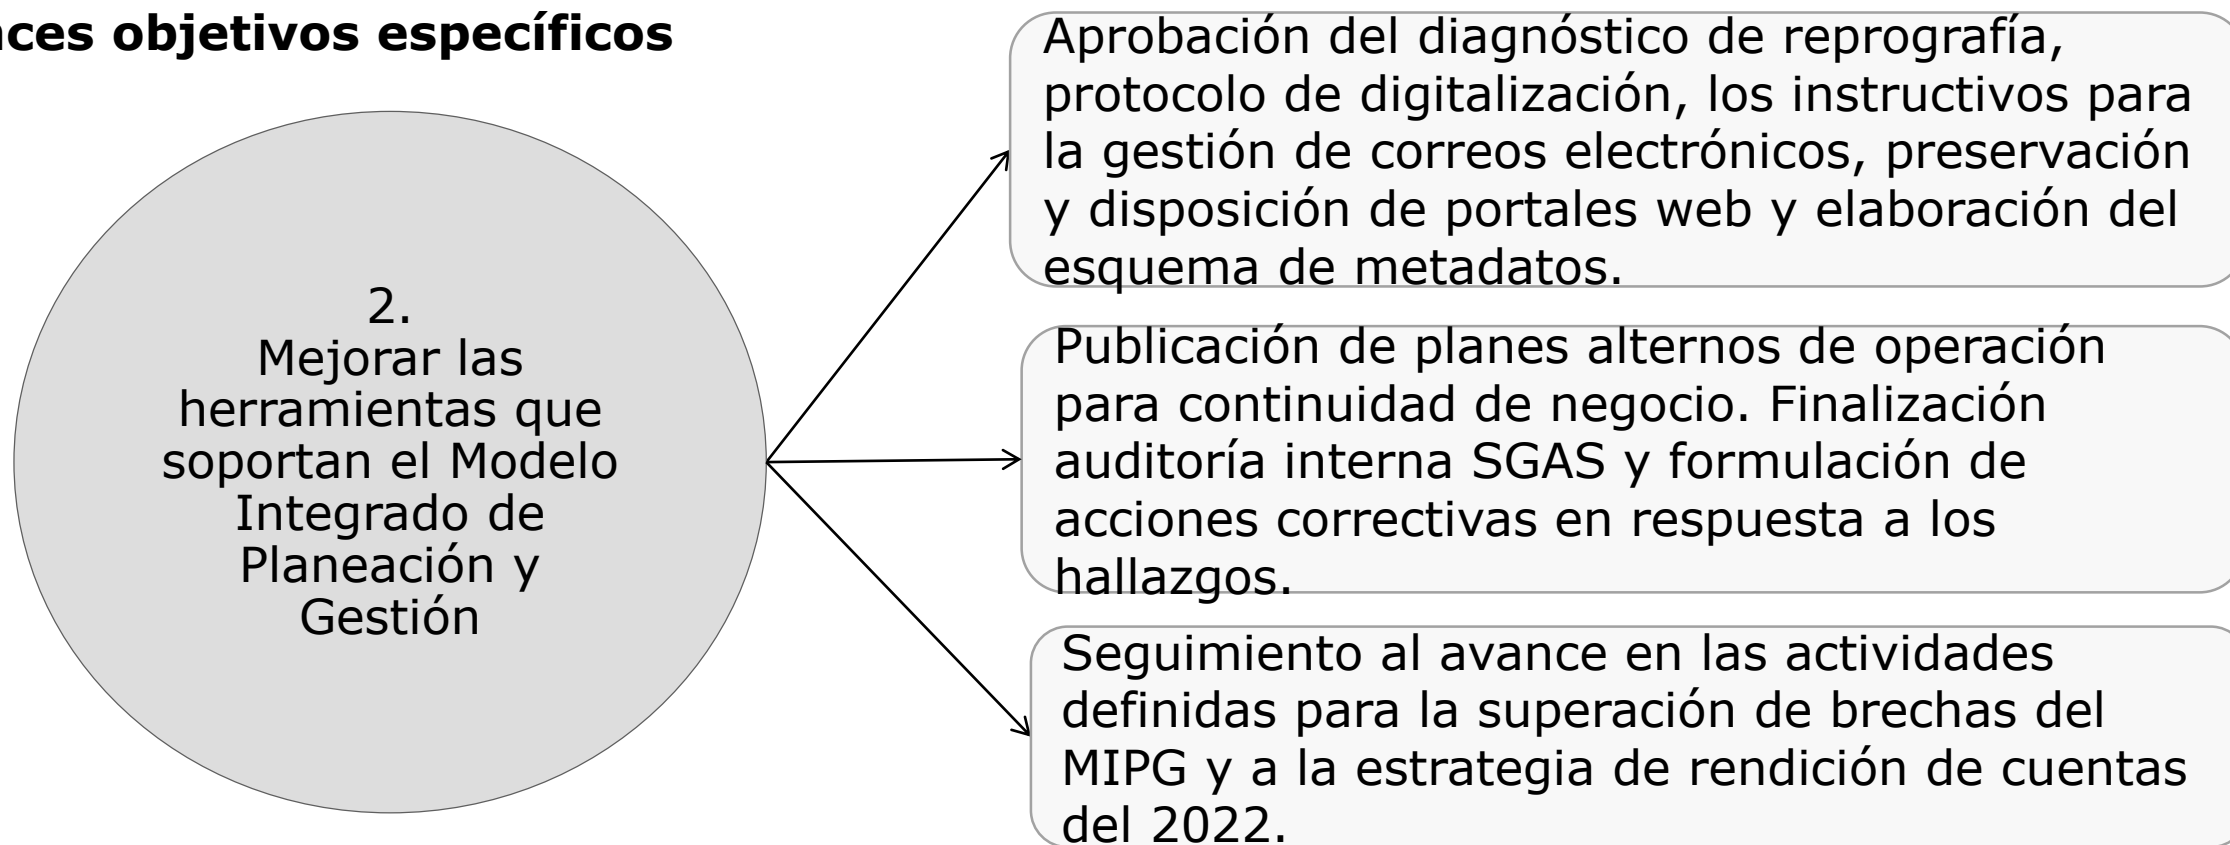 objetivos específicos
2.
Mejorar las
herramientas que
soportan el Modelo
Integrado de
Planeación y
Gestión
Aprobación del diagnóstico de reprografía,
protocolo de digitalización, los instructivos para
la gestión de correos electrónicos, preservación
y disposición de portales web y elaboración del
esquema de metadatos.
Publicación de planes alternos de operación
para continuidad de negocio. Finalización
auditoría interna SGAS y formulación de
acciones correctivas en respuesta a los
hallazgos.
Seguimiento al avance en las actividades
definidas para la superación de brechas del
MIPG y a la estrategia de rendición de cuentas
del 2022.